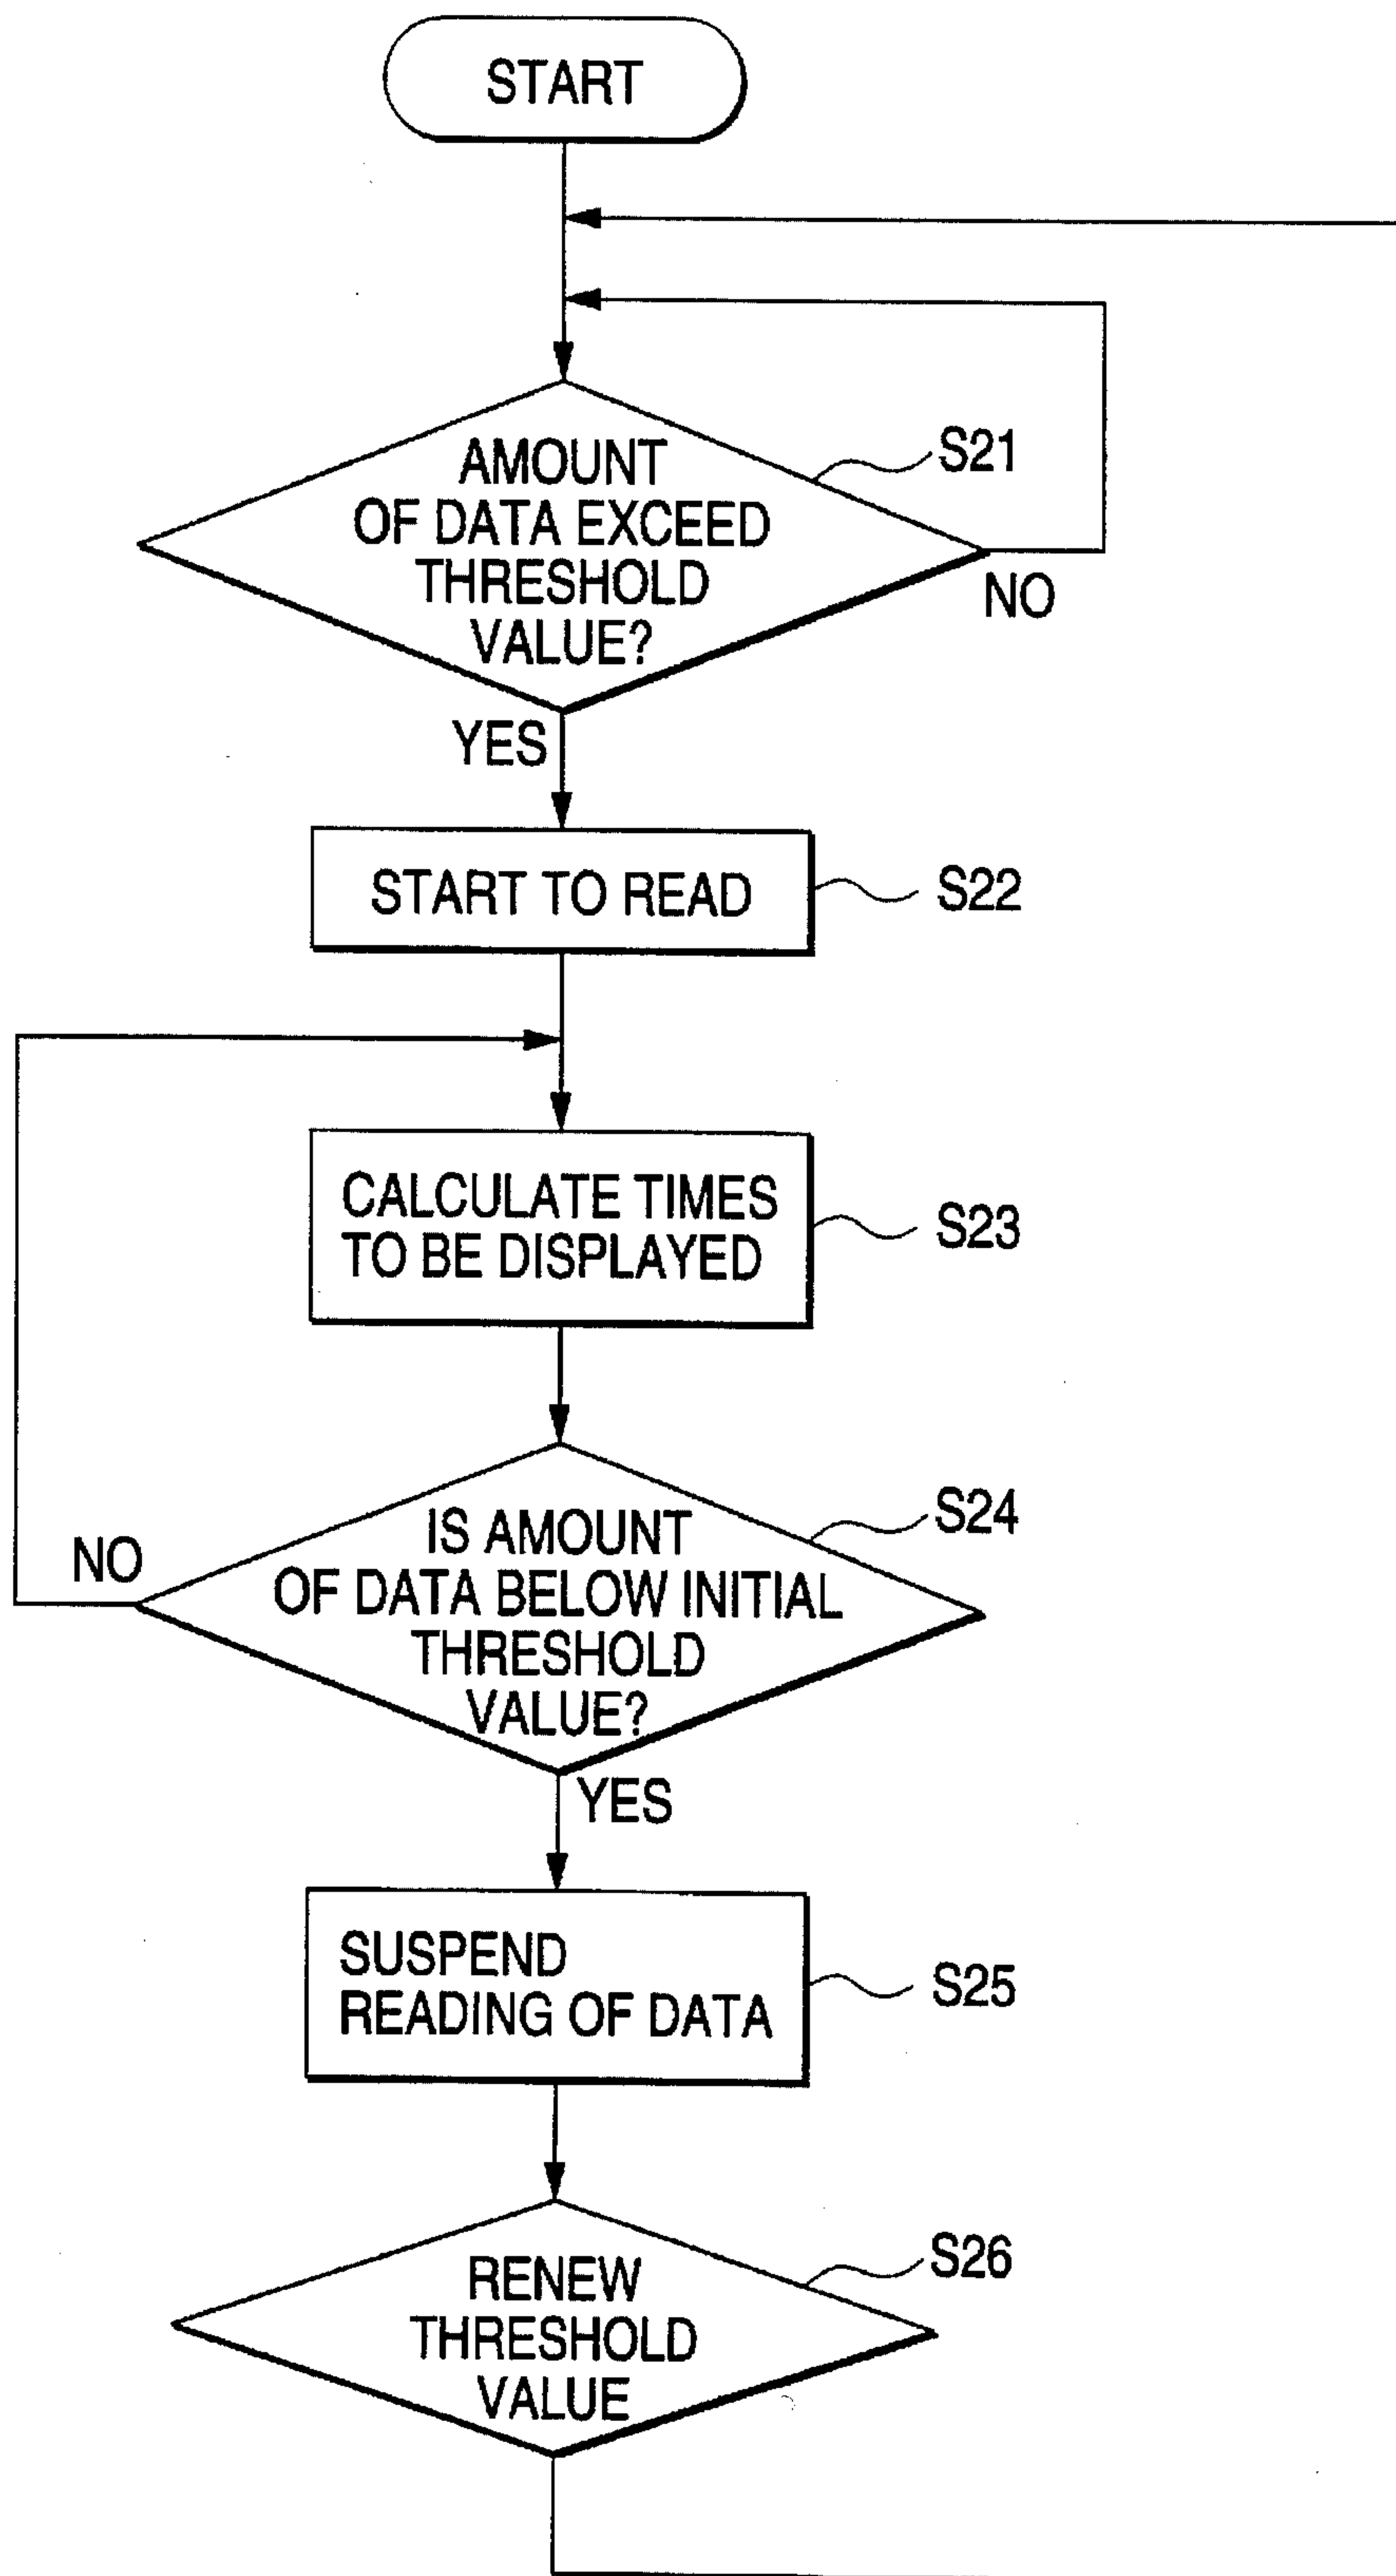 START
AMOUNT
OF DATA EXCEED
THRESHOLD
VALUE?
S21
NO
YES
START TO READ
S22
CALCULATE TIMES
TO BE DISPLAYED
S23
IS AMOUNT
OF DATA BELOW INITIAL
THRESHOLD
VALUE?
S24
NO
YES
SUSPEND
READING OF DATA
S25
RENEW
THRESHOLD
VALUE
S26